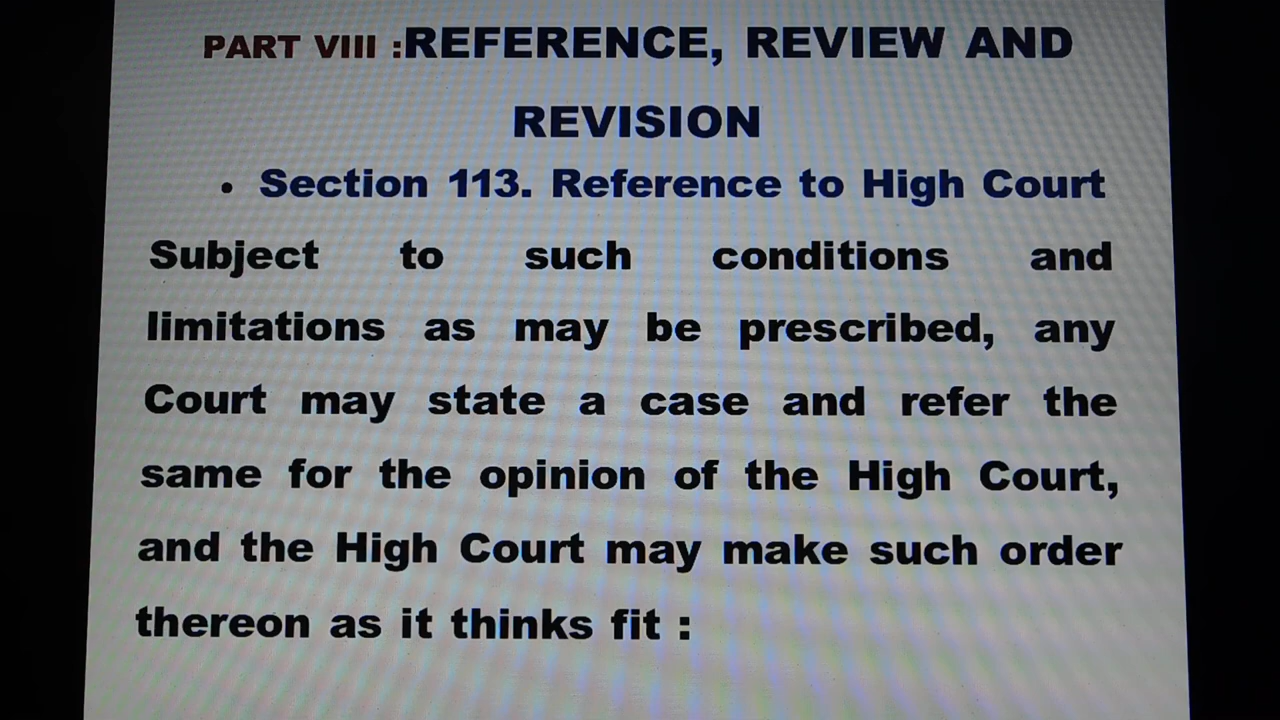 PART VIII :REFERENCE, REVIEW AND
REVISION
• Section 113. Reference to High Court
Subject to such conditions and
limitations as may be prescribed, any
Court may state a case and refer the
same for the opinion of the High Court,
and the High Court may make such order
thereon as it thinks fit :